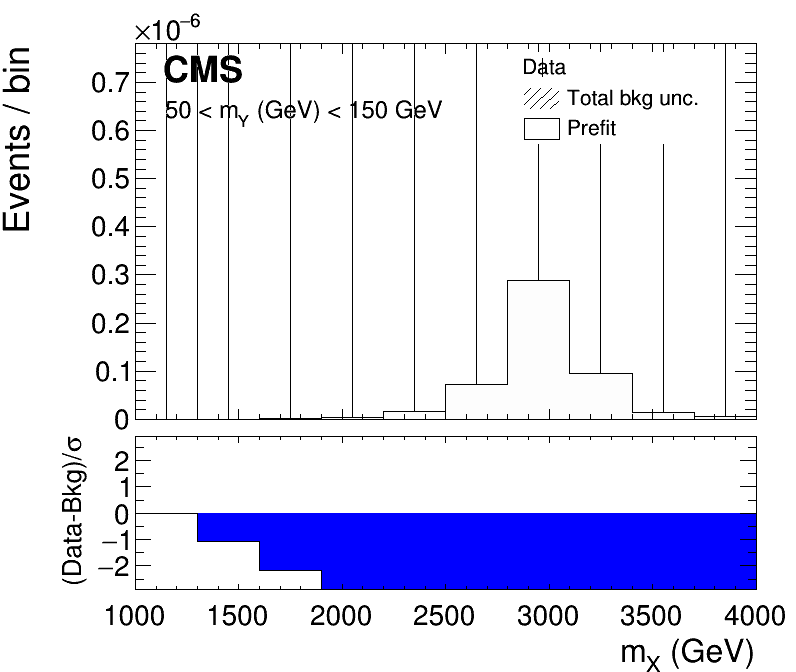 ×10⁻⁶
CMS
50 < mY (GeV) < 150 GeV
Data
Total bkg unc.
Prefit
Events / bin
0.7
0.6
0.5
0.4
0.3
0.2
0.1
0
(Data-Bkg)/σ
2
1
0
−1
−2
1000 1500 2000 2500 3000 3500 4000
mX (GeV)